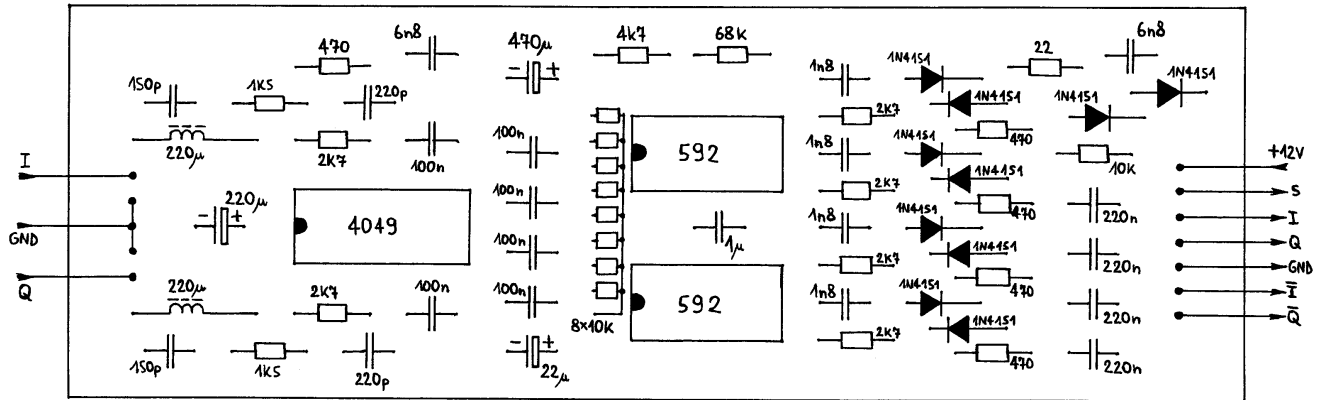 470
6n8
470µ
4k7
68K
22
6n8
150p
1K5
220p
1n8
1N4151
1N4151
1N4151
1N4151
2K7
470
220µ
2K7
100n
100n
592
1n8
1N4151
10K
+12V
I
1N4151
2K7
470
S
220µ
100n
220n
I
- +
4049
1n8
1N4151
Q
GND
100n
1µ
1N4151
GND
2K7
470
220n
Q
220µ
2K7
100n
100n
592
1n8
1N4151
Ī
1N4151
220n
Q̄
8×10K
2K7
470
150p
1K5
220p
- +
22µ
220n